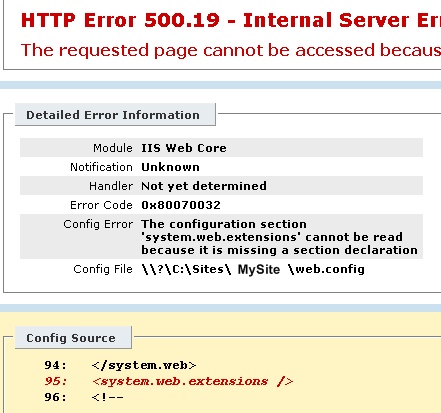 HTTP Error 500.19 - Internal Server Er
The requested page cannot be accessed becaus
Detailed Error Information
Module IIS Web Core
Notification Unknown
Handler Not yet determined
Error Code 0x80070032
Config Error The configuration section
'system.web.extensions' cannot be read
because it is missing a section declaration
Config File \\?\C:\Sites\ MySite \web.config
Config Source
94: </system.web>
95: <system.web.extensions />
96: <!--